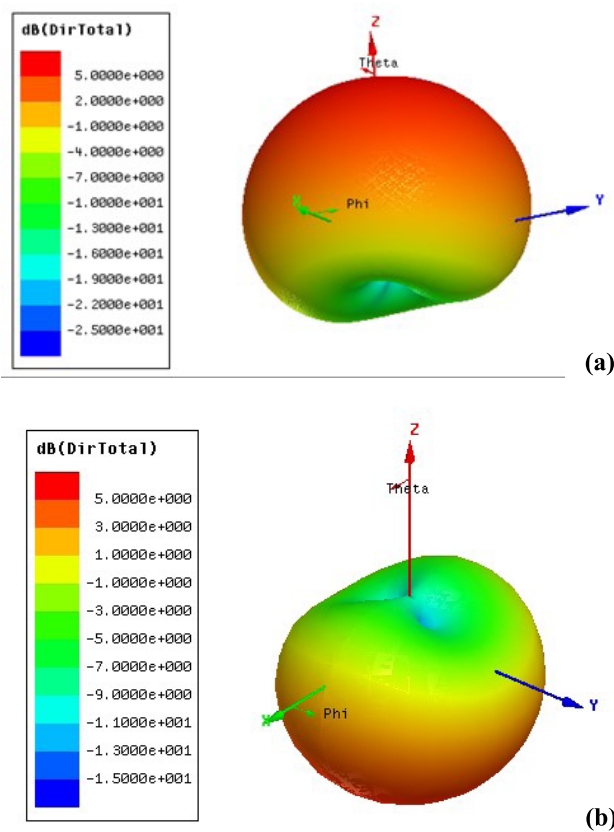 dB(DirTotal)
5.0000e+000
2.0000e+000
-1.0000e+000
-4.0000e+000
-7.0000e+000
-1.0000e+001
-1.3000e+001
-1.6000e+001
-1.9000e+001
-2.2000e+001
-2.5000e+001
Z
Theta
X
Phi
Y
(a)
dB(DirTotal)
5.0000e+000
3.0000e+000
1.0000e+000
-1.0000e+000
-3.0000e+000
-5.0000e+000
-7.0000e+000
-9.0000e+000
-1.1000e+001
-1.3000e+001
-1.5000e+001
Z
Theta
X
Phi
Y
(b)